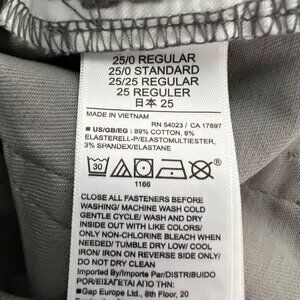 25/0 REGULAR
25/0 STANDARD
25/25 REGULAR
25 REGULER
日本 25
MADE IN VIETNAM
RN 54023 / CA 17897
■ US/GB/EG : 89% COTTON, 8%
ELASTERELL-P/ELASTOMULTIESTER,
3% SPANDEX/ELASTANE
30
1166
CLOSE ALL FASTENERS BEFORE
WASHING/ MACHINE WASH COLD
GENTLE CYCLE/ WASH AND DRY
INSIDE OUT WITH LIKE COLORS/
ONLY NON-CHLORINE BLEACH WHEN
NEEDED/ TUMBLE DRY LOW/ COOL
IRON/ IRON ON REVERSE SIDE ONLY/
DO NOT DRY CLEAN
Imported By/Importam/DISTRIBUIDO
POR/
■Gap Europe Ltd., 8th Floor, 20